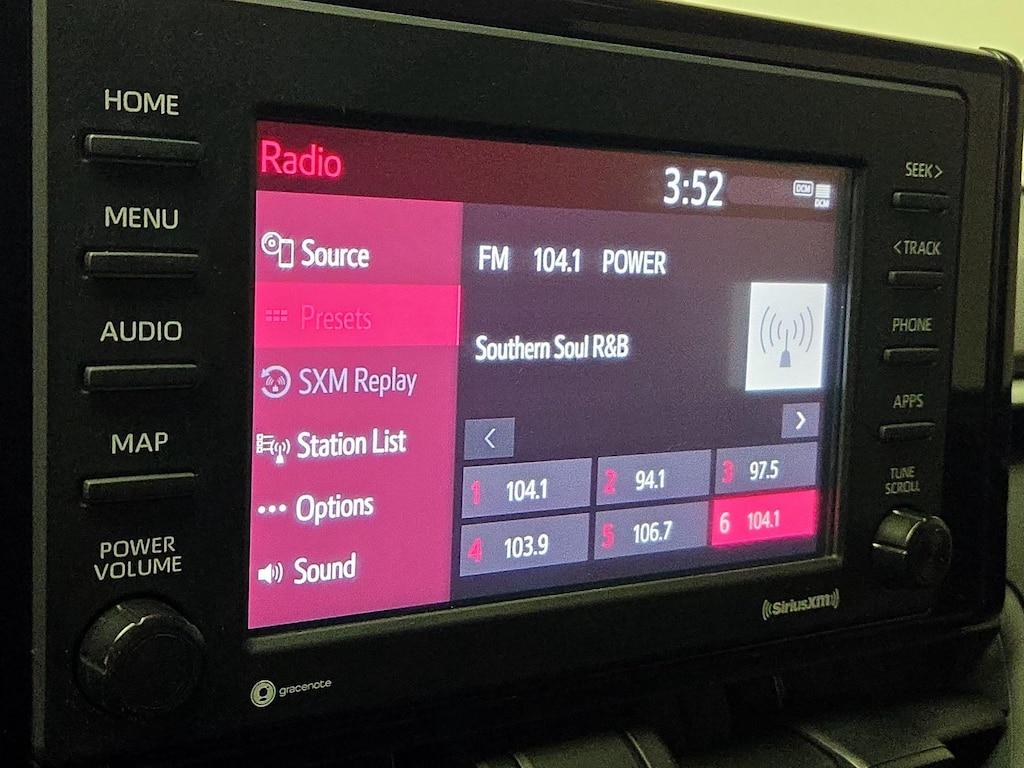 HOME
MENU
AUDIO
MAP
POWER
VOLUME
Radio
3:52
DCM
DCM
Source
Presets
SXM Replay
Station List
Options
Sound
FM 104.1 POWER
Southern Soul R&B
<
>
1 104.1
2 94.1
3 97.5
4 103.9
5 106.7
6 104.1
SEEK>
<TRACK
PHONE
APPS
TUNE
SCROLL
gracenote
SiriusXM